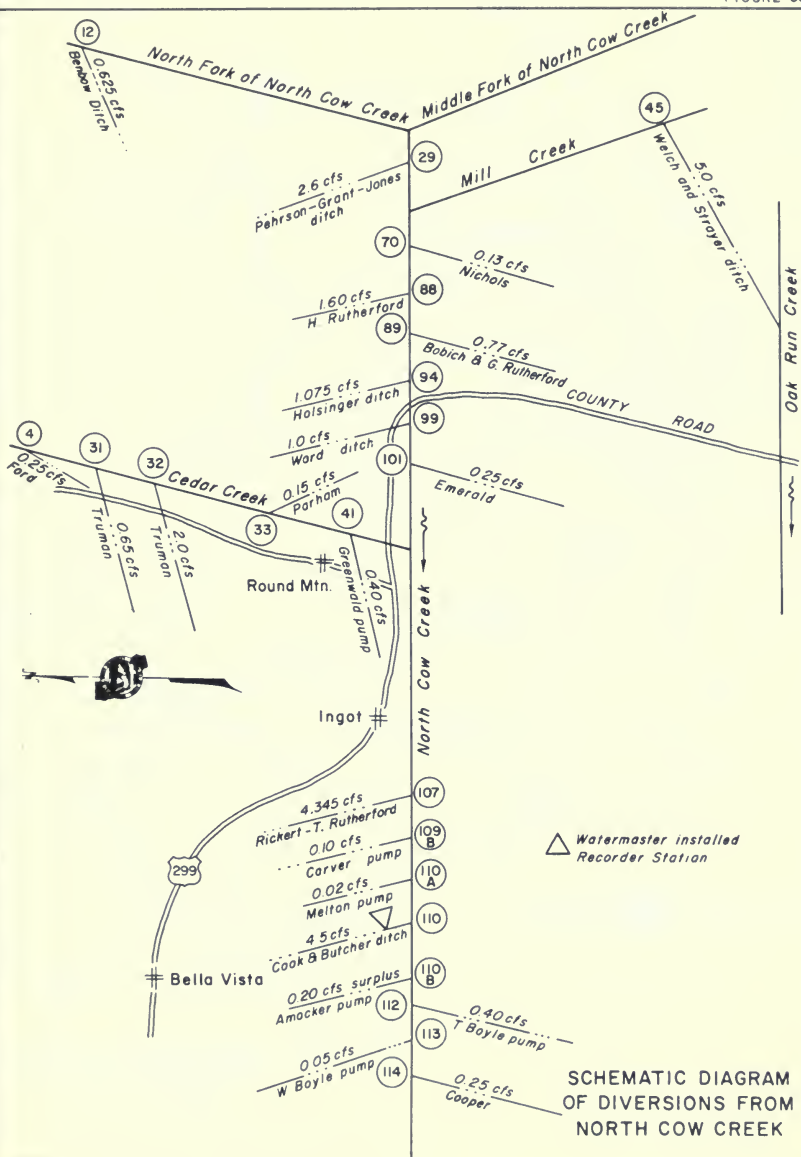 12
North Fork of North Cow Creek
Middle Fork of North Cow Creek
0.625 cfs
Benbow Ditch
45
Mill Creek
5.0 cfs
Welch and Strayer ditch
29
2.6 cfs
Pehrson-Grant-Jones
ditch
Oak Run Creek
70
0.13 cfs
Nichols
88
1.60 cfs
H. Rutherford
89
0.77 cfs
Bobich & G. Rutherford
94
1.075 cfs
Holsinger ditch
COUNTY ROAD
99
1.0 cfs
Ward ditch
101
0.25 cfs
Emerald
4
0.25 cfs
Ford
31
0.65 cfs
Truman
32
2.0 cfs
Truman
Cedar Creek
0.15 cfs
Parham
33
41
0.40 cfs
Greenwald pump
Round Mtn.
North Cow Creek
Ingot
107
4.345 cfs
Rickert-T. Rutherford
109
B
0.10 cfs
Carver pump
Watermaster installed
Recorder Station
110
A
0.02 cfs
Melton pump
299
110
4.5 cfs
Cook & Butcher ditch
Bella Vista
110
B
0.20 cfs surplus
Amacker pump
112
0.40 cfs
T Boyle pump
113
0.05 cfs
W Boyle pump
114
0.25 cfs
Cooper
SCHEMATIC DIAGRAM
OF DIVERSIONS FROM
NORTH COW CREEK